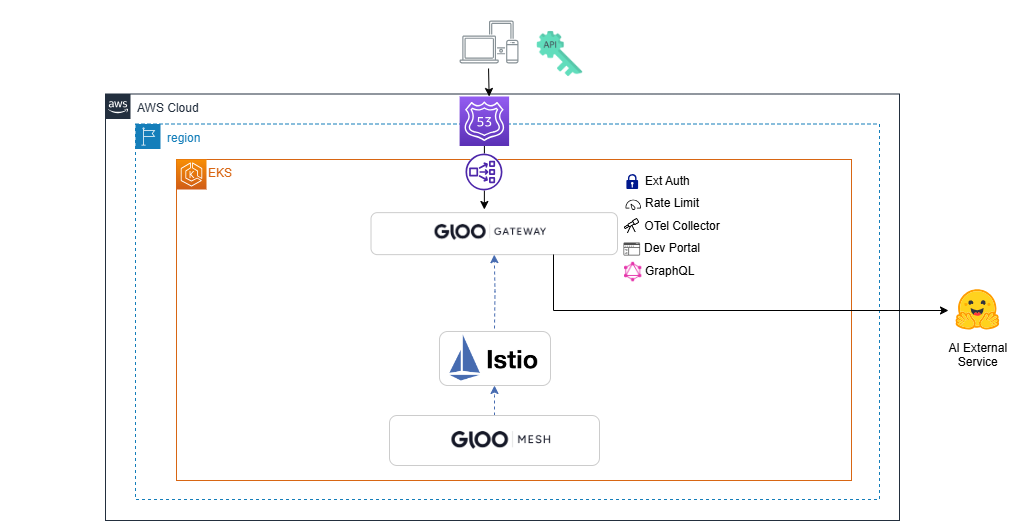 API
aws
AWS Cloud
53
region
EKS
GLOO GATEWAY
Ext Auth
Rate Limit
OTel Collector
Dev Portal
GraphQL
AI External
Service
Istio
GLOO MESH